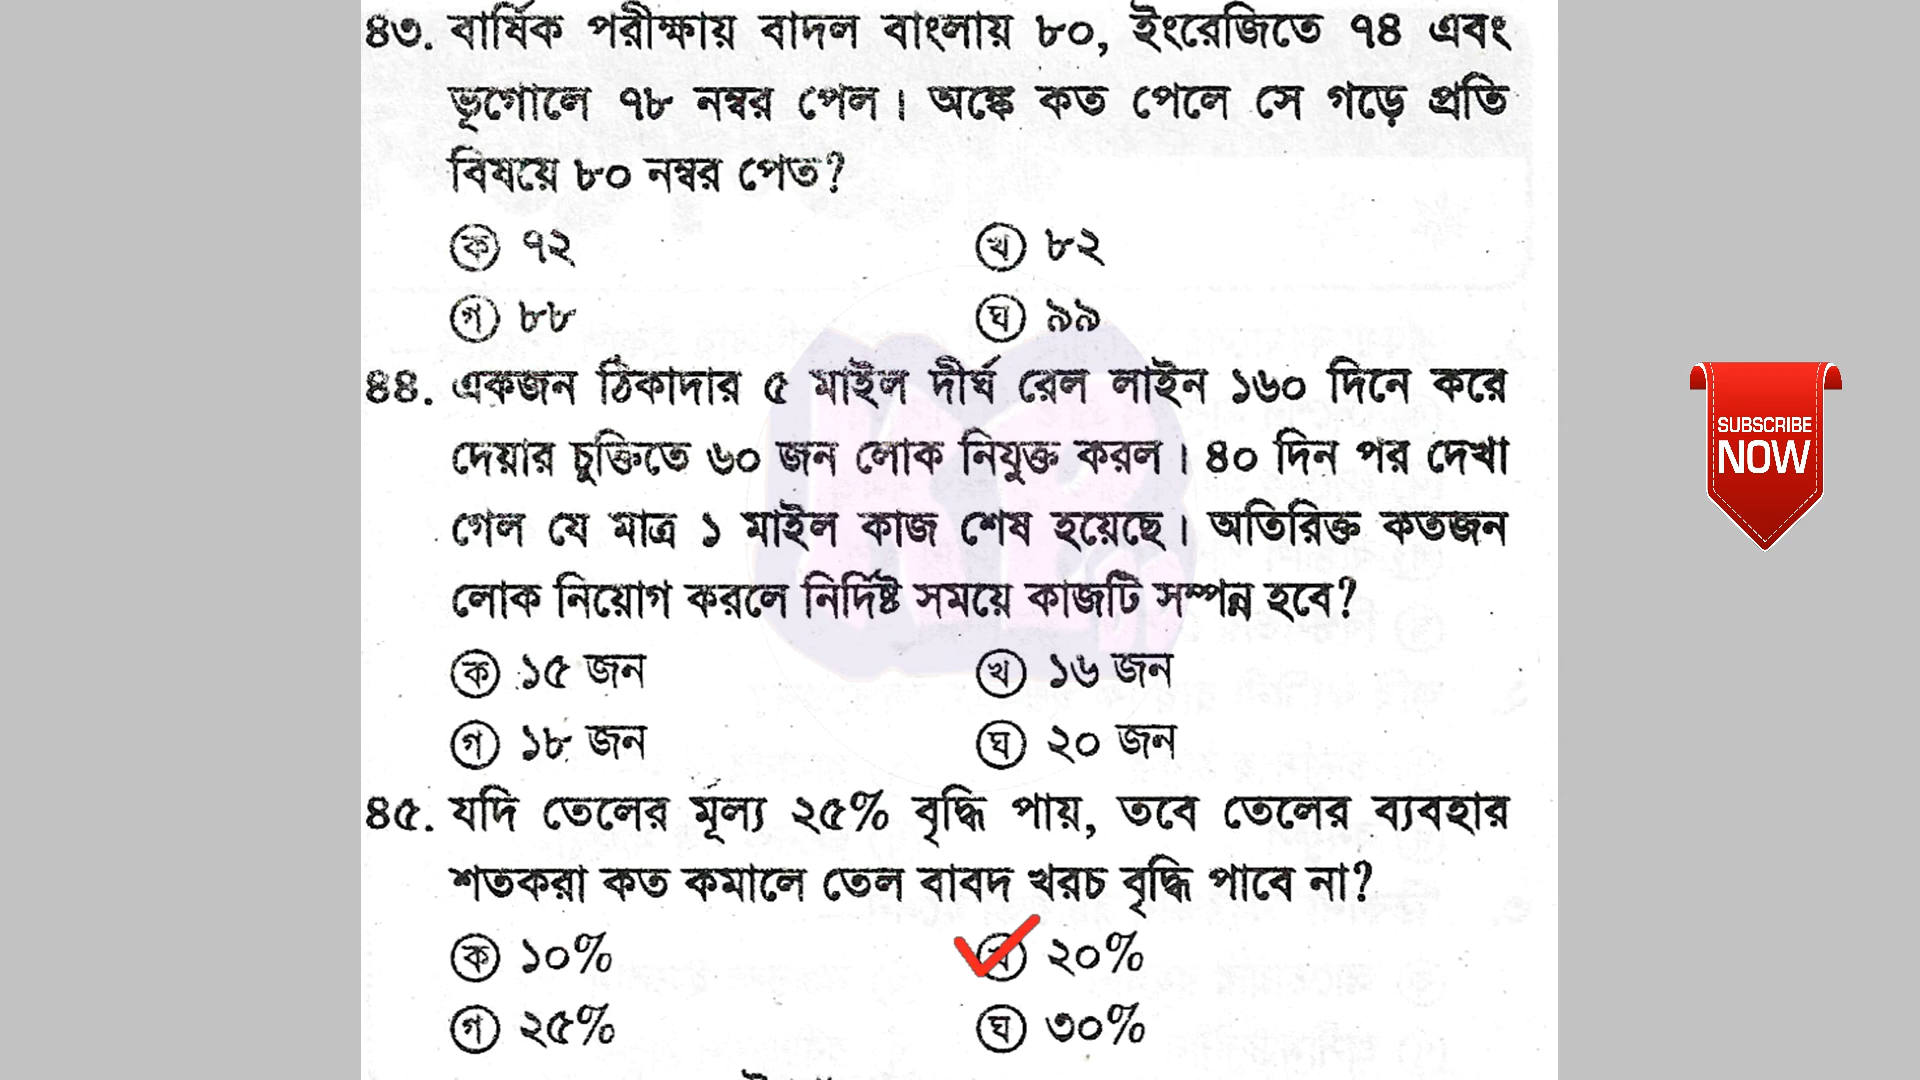 ৪৩. বার্ষিক পরীক্ষায় বাদল বাংলায় ৮০, ইংরেজিতে ৭৪ এবং
ভূগোলে ৭৮ নম্বর পেল। অঙ্কে কত পেলে সে গড়ে প্রতি
বিষয়ে ৮০ নম্বর পেত?
ক ৭২ খ ৮২
গ ৮৮ ঘ ৯৯
৪৪. একজন ঠিকাদার ৫ মাইল দীর্ঘ রেল লাইন ১৬০ দিনে করে
দেয়ার চুক্তিতে ৬০ জন লোক নিযুক্ত করল। ৪০ দিন পর দেখা
গেল যে মাত্র ১ মাইল কাজ শেষ হয়েছে। অতিরিক্ত কতজন
লোক নিয়োগ করলে নির্দিষ্ট সময়ে কাজটি সম্পন্ন হবে?
ক ১৫ জন খ ১৬ জন
গ ১৮ জন ঘ ২০ জন
৪৫. যদি তেলের মূল্য ২৫% বৃদ্ধি পায়, তবে তেলের ব্যবহার
শতকরা কত কমালে তেল বাবদ খরচ বৃদ্ধি পাবে না?
ক ১০% খ ২০%
গ ২৫% ঘ ৩০%
SUBSCRIBE
NOW